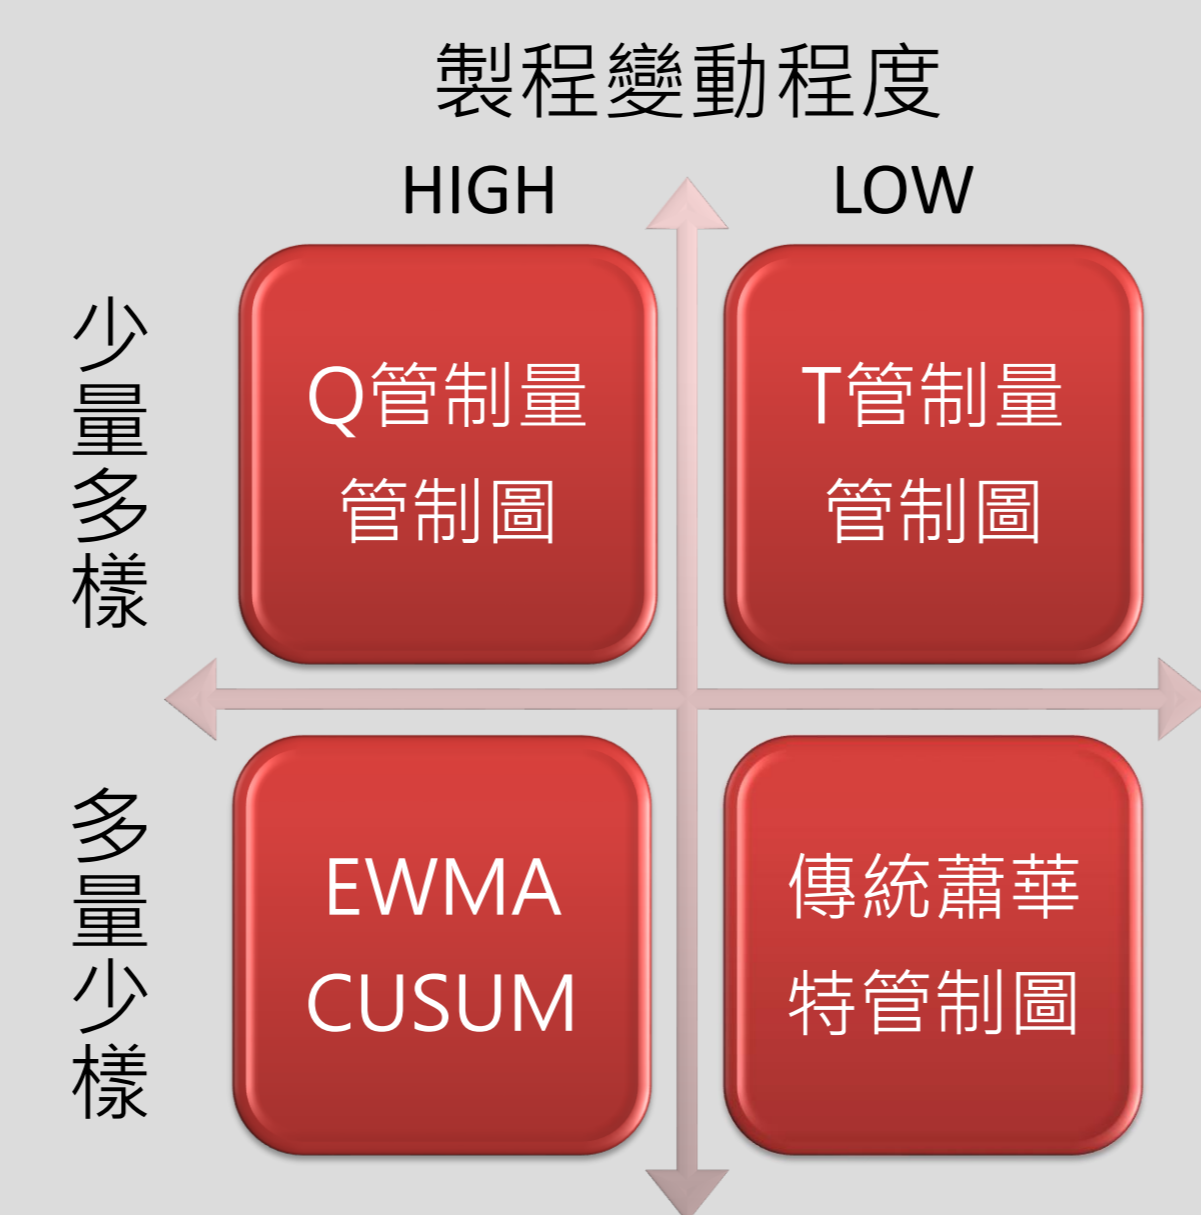 製程變動程度
HIGH
LOW
少量多樣
Q管制量
管制圖
T管制量
管制圖
多量少樣
EWMA
CUSUM
傳統蕭華
特管制圖